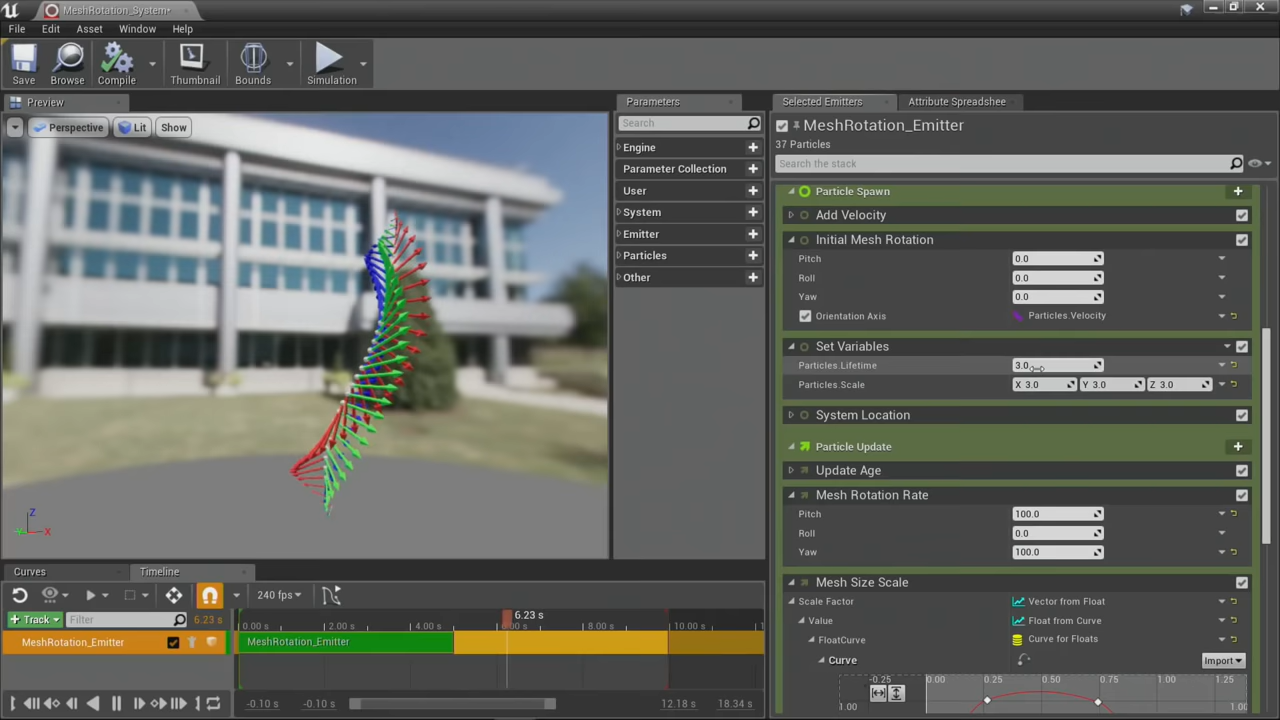 MeshRotation_System*
File Edit Asset Window Help
Save Browse Compile Thumbnail Bounds Simulation
Preview
Perspective Lit Show
Z
Y X
Parameters
Search
Engine
Parameter Collection
User
System
Emitter
Particles
Other
Selected Emitters Attribute Spreadshee
MeshRotation_Emitter
37 Particles
Search the stack
Particle Spawn
Add Velocity
Initial Mesh Rotation
Pitch 0.0
Roll 0.0
Yaw 0.0
Orientation Axis Particles.Velocity
Set Variables
Particles.Lifetime 3.0
Particles.Scale X 3.0 Y 3.0 Z 3.0
System Location
Particle Update
Update Age
Mesh Rotation Rate
Pitch 100.0
Roll 0.0
Yaw 100.0
Mesh Size Scale
Scale Factor Vector from Float
Value Float from Curve
FloatCurve Curve for Floats
Curve Import
-0.25 0.00 0.25 0.50 0.75 1.00 1.25
1.00 1.00
Curves Timeline
240 fps
+ Track Filter 6.23 s
6.23 s
0.00 s 2.00 s 4.00 s 8.00 s 10.00 s
MeshRotation_Emitter MeshRotation_Emitter
-0.10 s -0.10 s 12.18 s 18.34 s